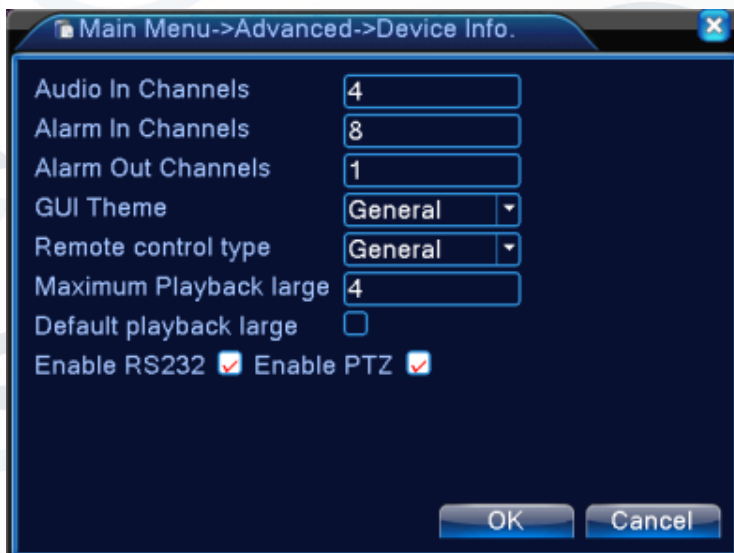 Main Menu->Advanced->Device Info.
Audio In Channels 4
Alarm In Channels 8
Alarm Out Channels 1
GUI Theme General
Remote control type General
Maximum Playback large 4
Default playback large
Enable RS232 Enable PTZ
OK Cancel